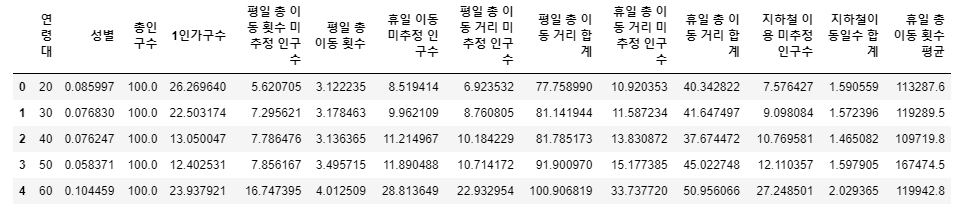 연령대 성별 총인구수 1인가구수 평일 총 이동 횟수 미추정 인구수 평일 총 이동 횟수 휴일 이동 미추정 인구수 평일 총 이동 거리 미추정 인구수 평일 총 이동 거리 합계 휴일 총 이동 거리 미추정 인구수 휴일 총 이동 거리 합계 지하철 이용 미추정 인구수 지하철이동일수 합계 휴일 총 이동 횟수 평균
0 20 0.085997 100.0 26.269640 5.620705 3.122235 8.519414 6.923532 77.758990 10.920353 40.342822 7.576427 1.590559 113287.6
1 30 0.076830 100.0 22.503174 7.295621 3.178463 9.962109 8.760805 81.141944 11.587234 41.647497 9.098084 1.572396 119289.5
2 40 0.076247 100.0 13.050047 7.786476 3.136365 11.214967 10.184229 81.785173 13.830872 37.674472 10.769581 1.465082 109719.8
3 50 0.058371 100.0 12.402531 7.856167 3.495715 11.890488 10.714172 91.900970 15.177385 45.022748 12.110357 1.597905 167474.5
4 60 0.104459 100.0 23.937921 16.747395 4.012509 28.813649 22.932954 100.906819 33.737720 50.956066 27.248501 2.029365 119942.8